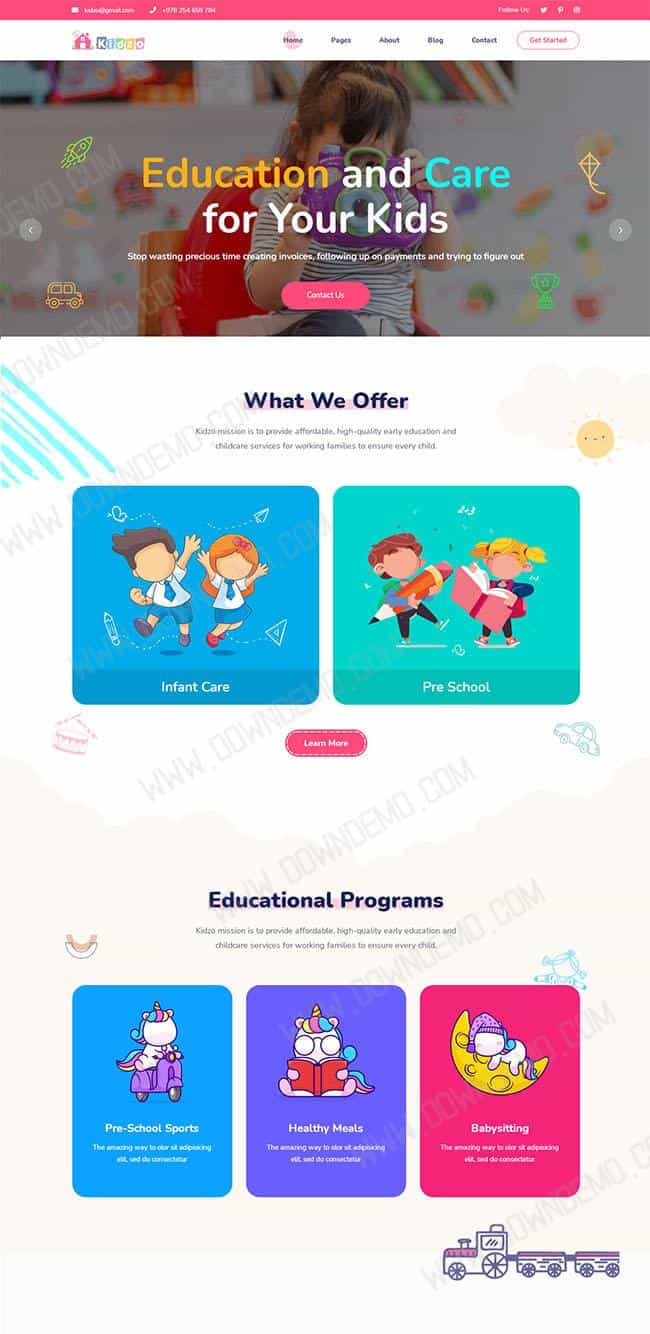 kidzo@gmail.com +978 254 658 784 Follow Us:
Kidzo Home Pages About Blog Contact Get Started
Education and Care
for Your Kids
Stop wasting precious time creating invoices, following up on payments and trying to figure out
Contact Us
What We Offer
Kidzo mission is to provide affordable, high-quality early education and
childcare services for working families to ensure every child.
2+3
Infant Care Pre School
Learn More
Educational Programs
Kidzo mission is to provide affordable, high-quality early education and
childcare services for working families to ensure every child.
Pre-School Sports Healthy Meals Babysitting
The amazing way to olor sit adipisicing The amazing way to olor sit adipisicing The amazing way to olor sit adipisicing
elit, sed do consectetur elit, sed do consectetur elit, sed do consectetur
WWW.DOWNDEMO.COM